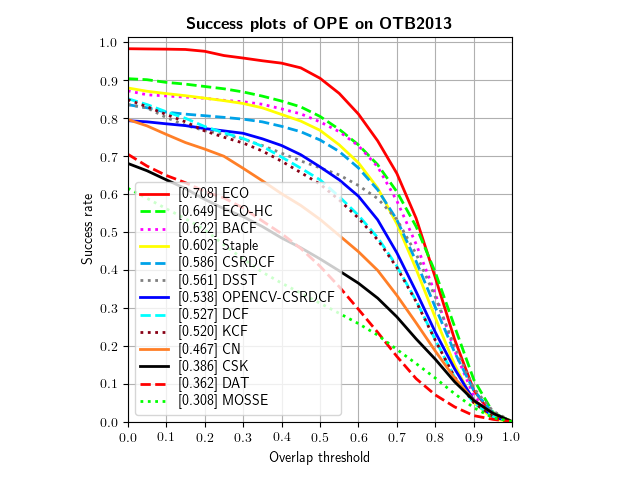 Success plots of OPE on OTB2013
Success rate
1.0
0.9
0.8
0.7
0.6
0.5
0.4
0.3
0.2
0.1
0.0
[0.708] ECO
[0.649] ECO-HC
[0.622] BACF
[0.602] Staple
[0.586] CSRDCF
[0.561] DSST
[0.538] OPENCV-CSRDCF
[0.527] DCF
[0.520] KCF
[0.467] CN
[0.386] CSK
[0.362] DAT
[0.308] MOSSE
0.0 0.1 0.2 0.3 0.4 0.5 0.6 0.7 0.8 0.9 1.0
Overlap threshold